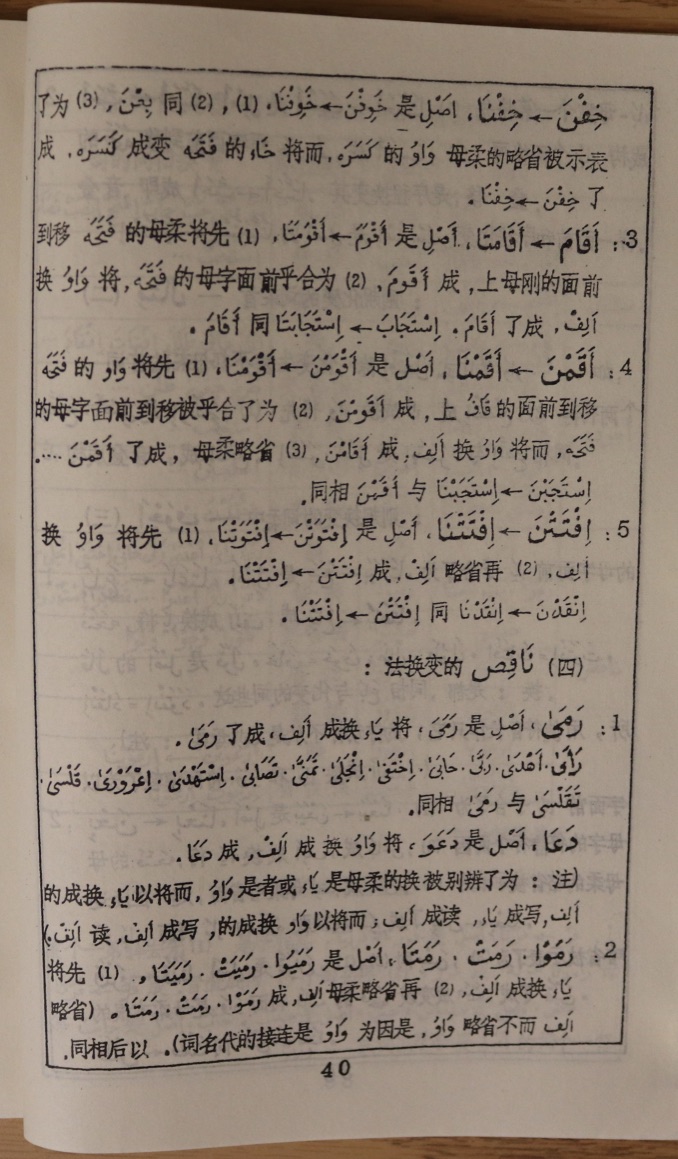 خِفْنَ ← خِفْنَا، اَصْلِ 是 خَوِفْنَ←خَوِفْنَا، (1)، (2) 同 بِعْنَ، (3) 为了
表示被省略的柔母 وَاوُ 的 كَسْرَه، 而将 خَاءِ 的 فَتْحَه 变成 كَسْرَه، 成
了 خِفْنَ←خِفْنَا.
3: أَقَامَ ← أَقَامَتَا، اَصْلِ 是 أَقْوَمَ←أَقْوَمَتَا، (1) 先将柔母的 فَتْحَه 移到
前面的刚母上، 成 أَقَوْمَ، (2) 为合乎前面字母的 فَتْحَه، 将 وَاوُ 换
اَلِفْ، 成了 أَقَامَ. اِسْتَجَابَ←اِسْتَجَابَتَا 同 أَقَامَ.
4: أَقَمْنَ ← أَقَمْنَا، اَصْلِ 是 أَقْوَمْنَ←أَقْوَمْنَا، (1) 先将 وَاو 的 فَتْحَه
移到前面的 قَافْ 上، 成 أَقَوْمْنَ، (2) 为了合乎被移到前面字母的
فَتْحَه، 而将 وَاوُ 换 اَلِفْ، 成 أَقَامْنَ، (3) 省略柔母، 成了 أَقَمْنَ ....
اِسْتَجَبْنَ←اِسْتَجَبْنَا 与 أَقَمْنَ 相同.
5: اِفْتَتْنَ ← اِفْتَتْنَا، اَصْلِ 是 اِفْتَوَتْنَ←اِفْتَوَتْنَا، (1) 先将 وَاوُ 换
اَلِفْ، (2) 再省略 اَلِفْ، 成 اِفْتَتْنَ←اِفْتَتْنَا.
اِنْقَدْنَ←اِنْقَدْنَا 同 اِفْتَتْنَ←اِفْتَتْنَا.
(四) نَاقِص 的变换法:
1: رَمَىٰ، اَصْلِ 是 رَمَىَ، 将 يَاءِ 换成 اَلِفْ، 成了 رَمَىٰ.
رَأَىٰ. اَهْدَىٰ. رَبَّىٰ. حَابَىٰ. اِخْتَفَىٰ. اِنْجَلَىٰ. تَمَنَّىٰ. تَصَابَىٰ. اِسْتَهْدَىٰ. اِعْرَوْرَىٰ. قَلْسَىٰ.
تَقَلْسَىٰ 与 رَمَىٰ 相同.
دَعَا، اَصْلِ 是 دَعَوَ، 将 وَاوُ 换成 اَلِفْ، 成 دَعَا.
(注: 为了辨别被换的柔母是 يَاءِ 或者是 وَاوُ، 而将以 يَاءِ 换成的
اَلِفْ، 写成 يَاءِ، 读成 اَلِفْ، 而将以 وَاوُ 换成的، 写成 اَلِفْ، 读 اَلِفْ.)
2: رَمَوْا. رَمَتْ. رَمَتَا، اَصْلِ 是 رَمَيُوا. رَمَيَتْ. رَمَيَتَا. (1) 先将
يَاءِ 换成 اَلِفْ، (2) 再省略柔母اَلِفْ، 成 رَمَوْا. رَمَتْ. رَمَتَا. (省略
اَلِفْ 而不省略 وَاوُ، 是因为 وَاوُ 是连接的代名词). 以后相同.
40